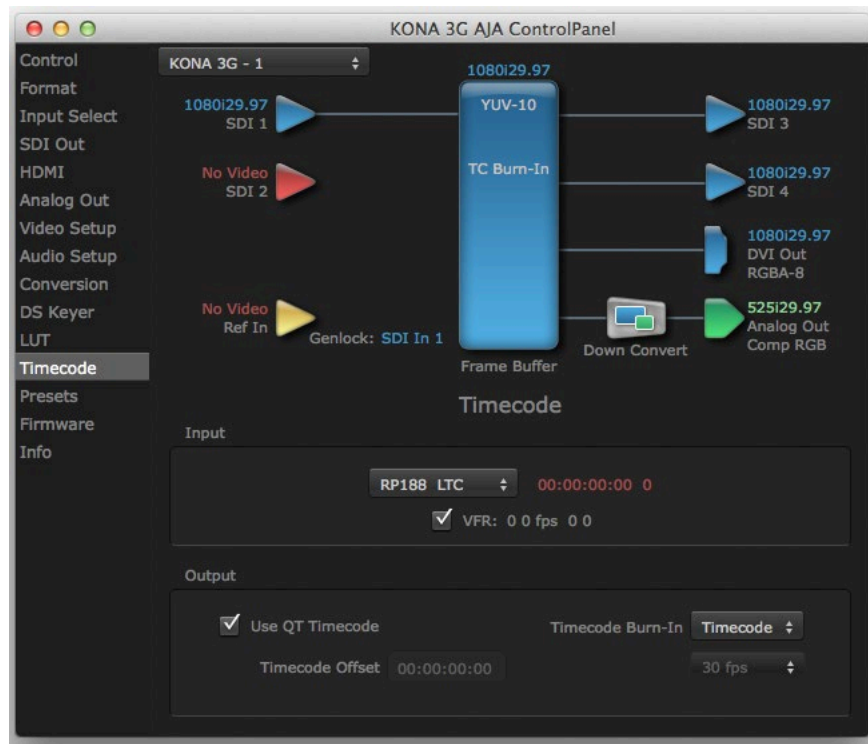 KONA 3G AJA ControlPanel
Control
Format
Input Select
SDI Out
HDMI
Analog Out
Video Setup
Audio Setup
Conversion
DS Keyer
LUT
Timecode
Presets
Firmware
Info
KONA 3G - 1
1080i29.97
1080i29.97
SDI 1
YUV-10
1080i29.97
SDI 3
No Video
SDI 2
TC Burn-In
1080i29.97
SDI 4
1080i29.97
DVI Out
RGBA-8
No Video
Ref In
Genlock: SDI In 1
525i29.97
Analog Out
Comp RGB
Down Convert
Frame Buffer
Timecode
Input
RP188 LTC
00:00:00:00 0
VFR: 0 0 fps 0 0
Output
Use QT Timecode
Timecode Burn-In
Timecode
Timecode Offset
00:00:00:00
30 fps